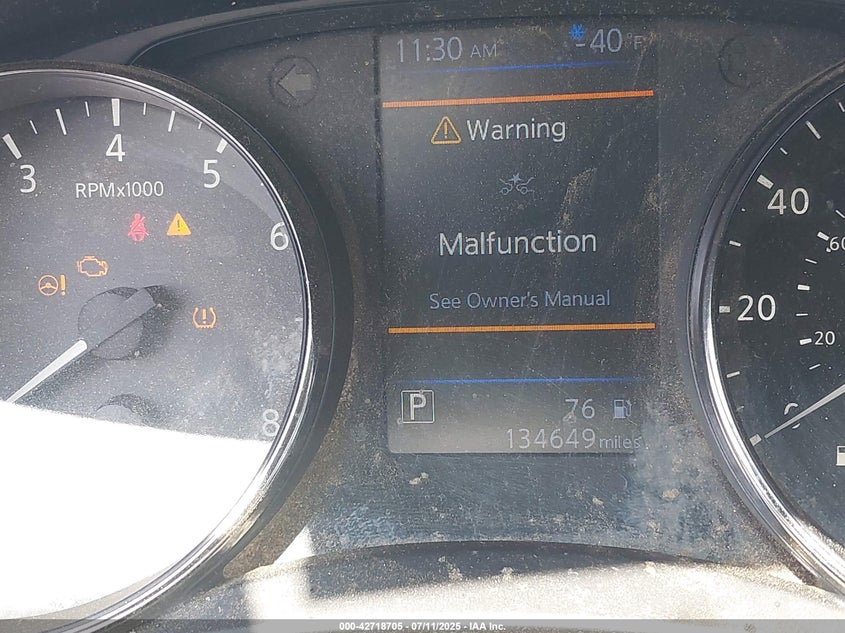 11:30 AM -40 °F
Warning
4
3 5
RPMx1000
40
6
Malfunction
60
See Owner's Manual
20
20
P 76
8
134649 miles
000-42718705 - 07/11/2025 - IAA Inc.